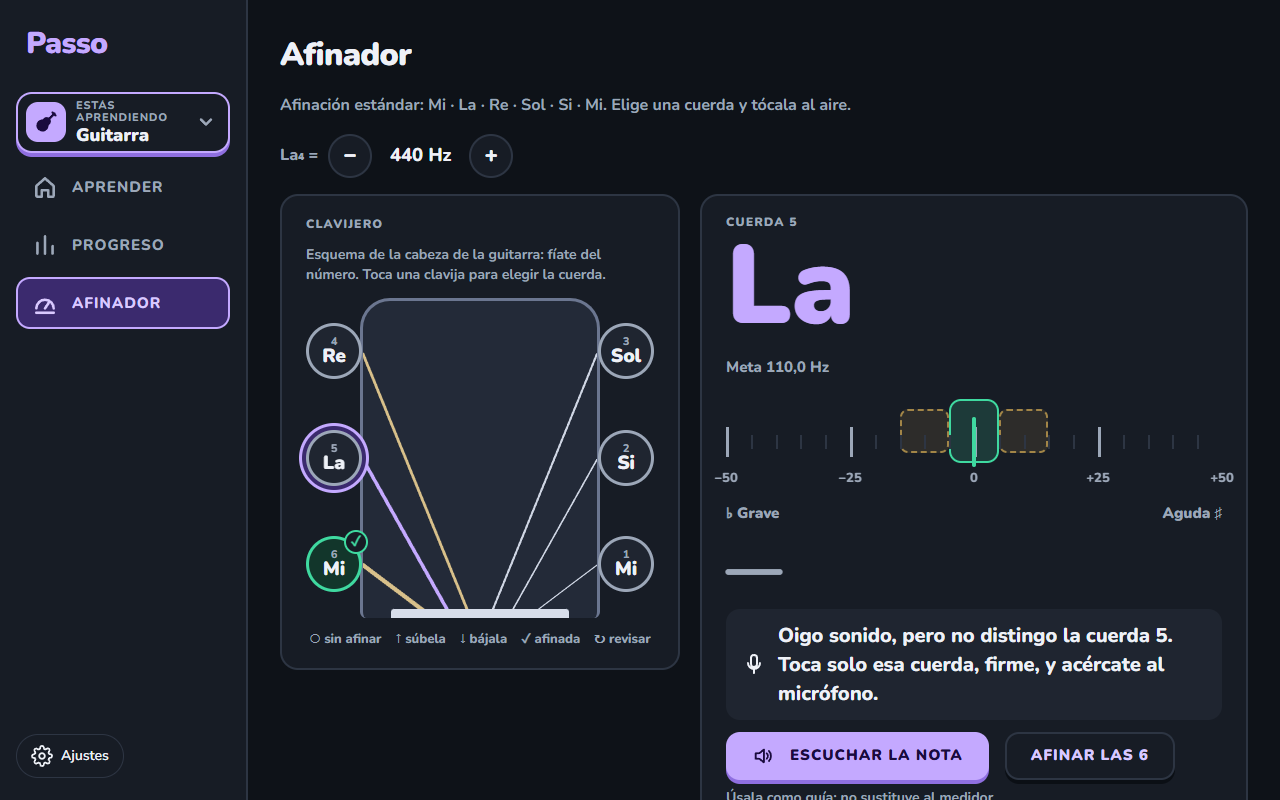 Passo
ESTÁS
APRENDIENDO
Guitarra
APRENDER
PROGRESO
AFINADOR
Ajustes
Afinador
Afinación estándar: Mi · La · Re · Sol · Si · Mi. Elige una cuerda y tócala al aire.
La₄ = − 440 Hz +
CLAVIJERO
Esquema de la cabeza de la guitarra: fíate del
número. Toca una clavija para elegir la cuerda.
4
Re
3
Sol
5
La
2
Si
6
Mi
✓
1
Mi
○ sin afinar ↑ súbela ↓ bájala ✓ afinada ↻ revisar
CUERDA 5
La
Meta 110,0 Hz
−50 −25 0 +25 +50
♭ Grave Aguda ♯
—
Oigo sonido, pero no distingo la cuerda 5.
Toca solo esa cuerda, firme, y acércate al
micrófono.
ESCUCHAR LA NOTA AFINAR LAS 6
Úsala como guía: no sustituye al medidor